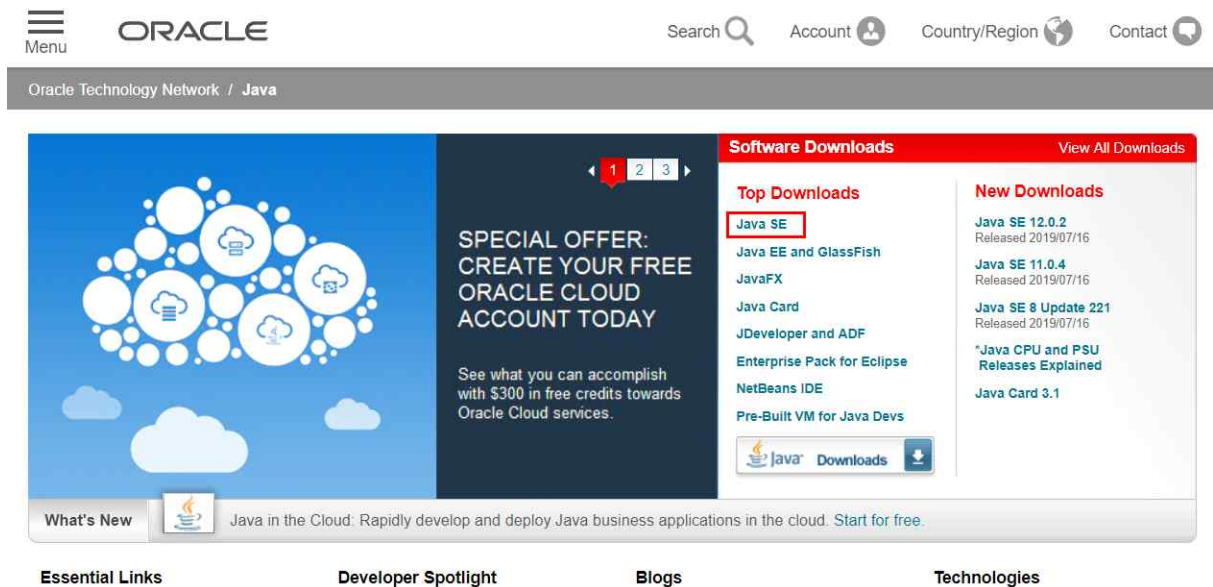 Menu
ORACLE
Search
Account
Country/Region
Contact
Oracle Technology Network / Java
1 2 3
SPECIAL OFFER:
CREATE YOUR FREE
ORACLE CLOUD
ACCOUNT TODAY
See what you can accomplish
with $300 in free credits towards
Oracle Cloud services.
Software Downloads
View All Downloads
Top Downloads
Java SE
Java EE and GlassFish
JavaFX
Java Card
JDeveloper and ADF
Enterprise Pack for Eclipse
NetBeans IDE
Pre-Built VM for Java Devs
Java Downloads
New Downloads
Java SE 12.0.2
Released 2019/07/16
Java SE 11.0.4
Released 2019/07/16
Java SE 8 Update 221
Released 2019/07/16
*Java CPU and PSU
Releases Explained
Java Card 3.1
What's New
Java in the Cloud: Rapidly develop and deploy Java business applications in the cloud. Start for free.
Essential Links
Developer Spotlight
Blogs
Technologies